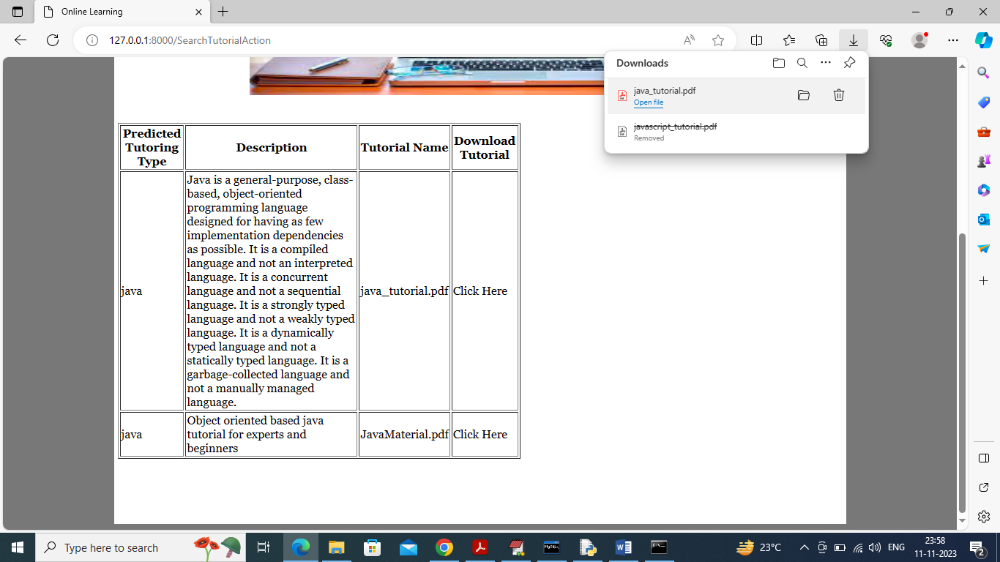 Online Learning
127.0.0.1:8000/SearchTutorialAction
Downloads
java_tutorial.pdf
Open file
javascript_tutorial.pdf
Removed
Predicted
Tutoring
Type
Description
Tutorial Name
Download
Tutorial
java
Java is a general-purpose, class-
based, object-oriented
programming language
designed for having as few
implementation dependencies
as possible. It is a compiled
language and not an interpreted
language. It is a concurrent
language and not a sequential
language. It is a strongly typed
language and not a weakly typed
language. It is a dynamically
typed language and not a
statically typed language. It is a
garbage-collected language and
not a manually managed
language.
java_tutorial.pdf
Click Here
java
Object oriented based java
tutorial for experts and
beginners
JavaMaterial.pdf
Click Here
Type here to search
23°C
ENG
23:58
11-11-2023
2